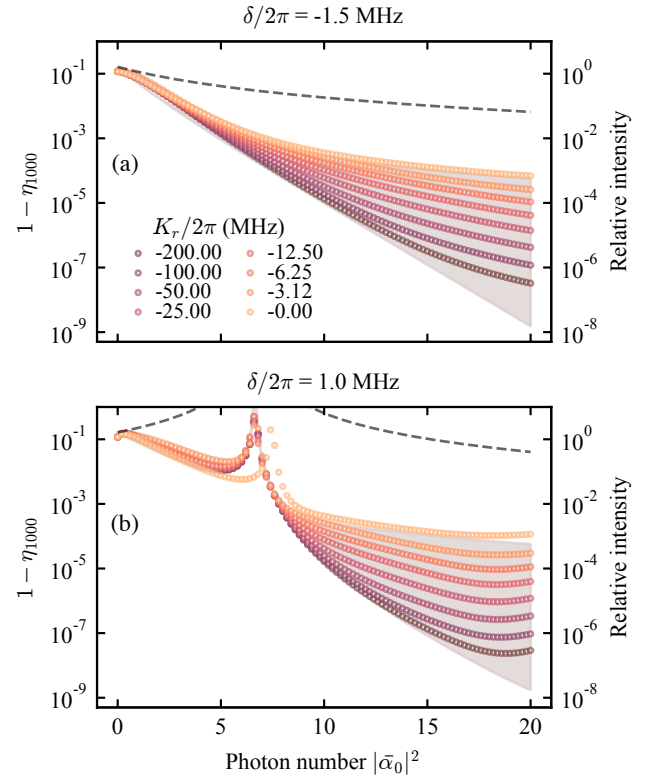 δ/2π = -1.5 MHz
10⁻¹
10⁻³
10⁻⁵
10⁻⁷
10⁻⁹
1 − η₁₀₀₀
(a)
K_r/2π (MHz)
-200.00 -12.50
-100.00 -6.25
-50.00 -3.12
-25.00 -0.00
10⁰
10⁻²
10⁻⁴
10⁻⁶
10⁻⁸
Relative intensity
δ/2π = 1.0 MHz
10⁻¹
10⁻³
10⁻⁵
10⁻⁷
10⁻⁹
1 − η₁₀₀₀
(b)
10⁰
10⁻²
10⁻⁴
10⁻⁶
10⁻⁸
Relative intensity
0 5 10 15 20
Photon number |ᾱ₀|²